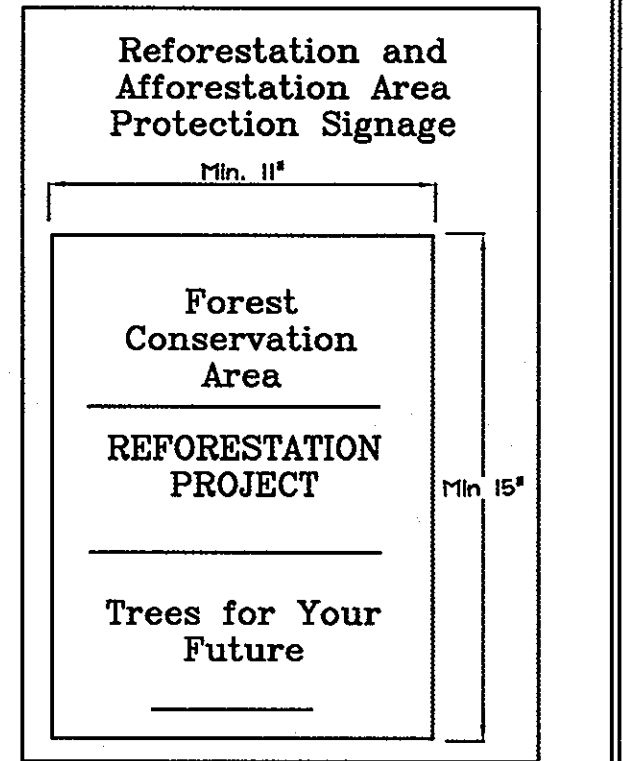 Reforestation and
Afforestation Area
Protection Signage
Min. 11"
Forest
Conservation
Area
REFORESTATION
PROJECT
Min 15"
Trees for Your
Future